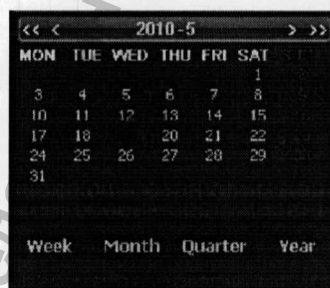 << < 2010-5 > >>
MON TUE WED THU FRI SAT
1
3 4 5 6 7 8
10 11 12 13 14 15
17 18 20 21 22
24 25 26 27 28 29
31
Week Month Quarter Year